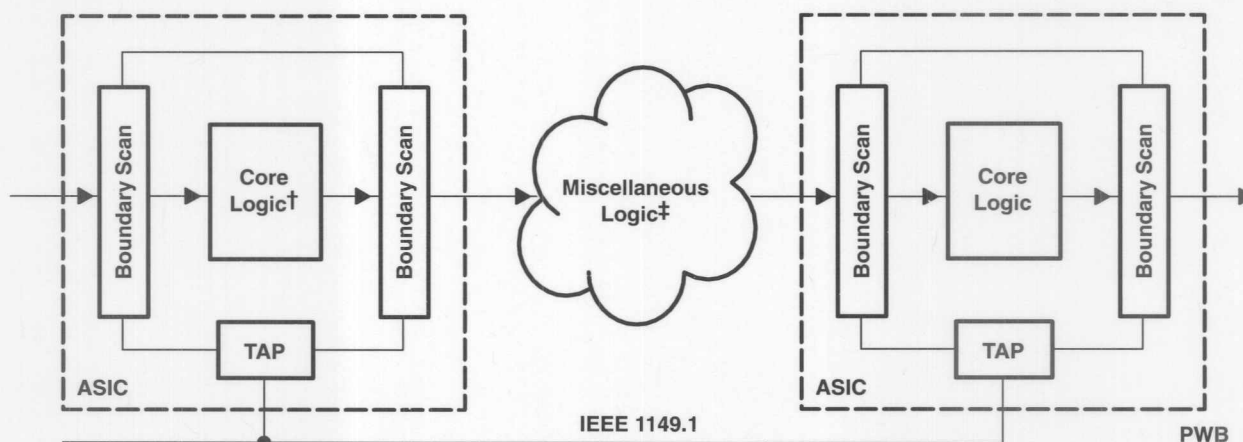 Boundary Scan
Core
Logic†
Boundary Scan
TAP
ASIC
Miscellaneous
Logic‡
Boundary Scan
Core
Logic
Boundary Scan
TAP
ASIC
IEEE 1149.1
PWB